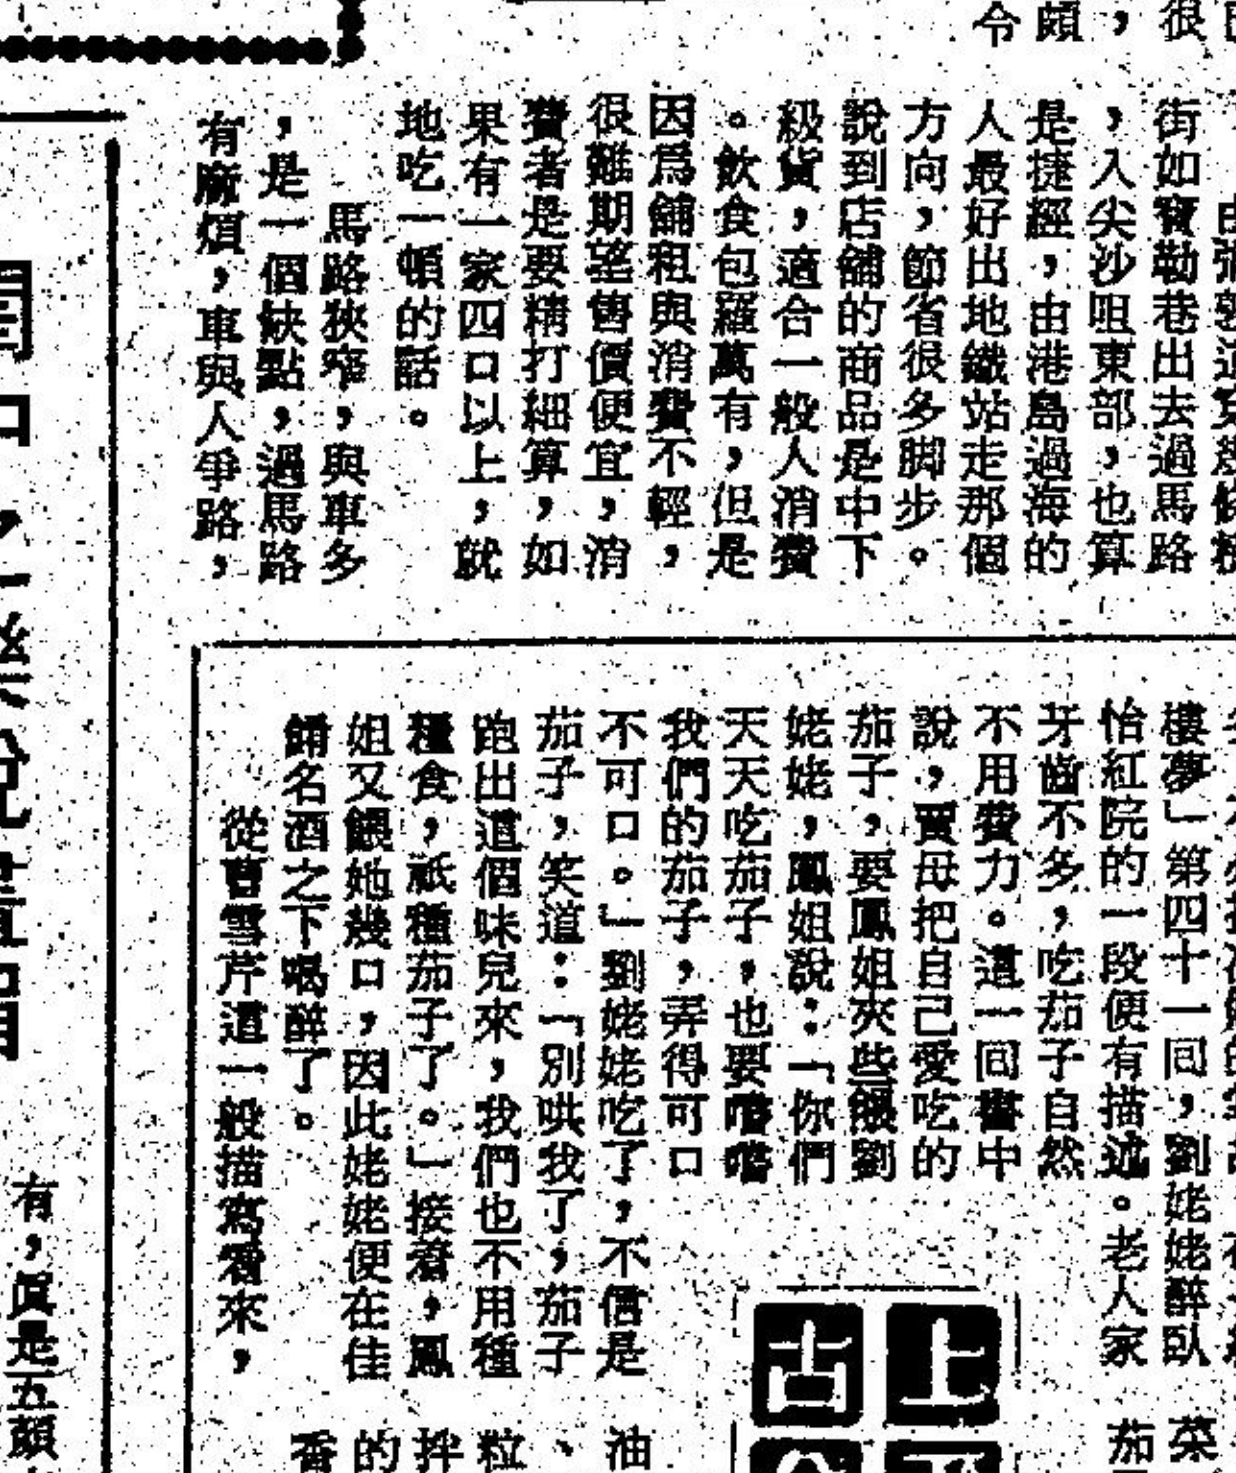 很
，
頗
令
街如寶勒巷出去過馬路
，入尖沙咀東部，也算
是捷經，由港島過海的
人最好出地鐵站走那個
方向，節省很多脚步。
說到店舖的商品是中下
級貨，適合一般人消費
。飲食包羅萬有，但是
因爲舖租與消費不輕，
很難期望售價便宜，消
費者是要精打細算，如
果有一家四口以上，就
地吃一頓的話。
馬路狹窄，與車多
，是一個缺點，過馬路
有麻煩，車與人爭路，
樓夢」第四十一回，劉姥姥醉臥
怡紅院的一段便有描述。老人家
牙齒不多，吃茄子自然
不用費力。這一回書中
說，賈母把自己愛吃的
茄子，要鳳姐夾些餵劉
姥姥，鳳姐說：「你們
天天吃茄子，也要嚐嚐
我們的茄子，弄得可口
不可口。」劉姥姥吃了，不信是
茄子，笑道：「別哄我了，茄子
跑出這個味兒來，我們也不用種
種食，祇種茄子了。」接着，鳳
姐又餵她幾口，因此姥姥便在佳
餚名酒之下喝醉了。
從曹雪芹這一般描寫看來，
上
古
菜
茄
油
、
粒
拌
的
香
有，眞是五顏